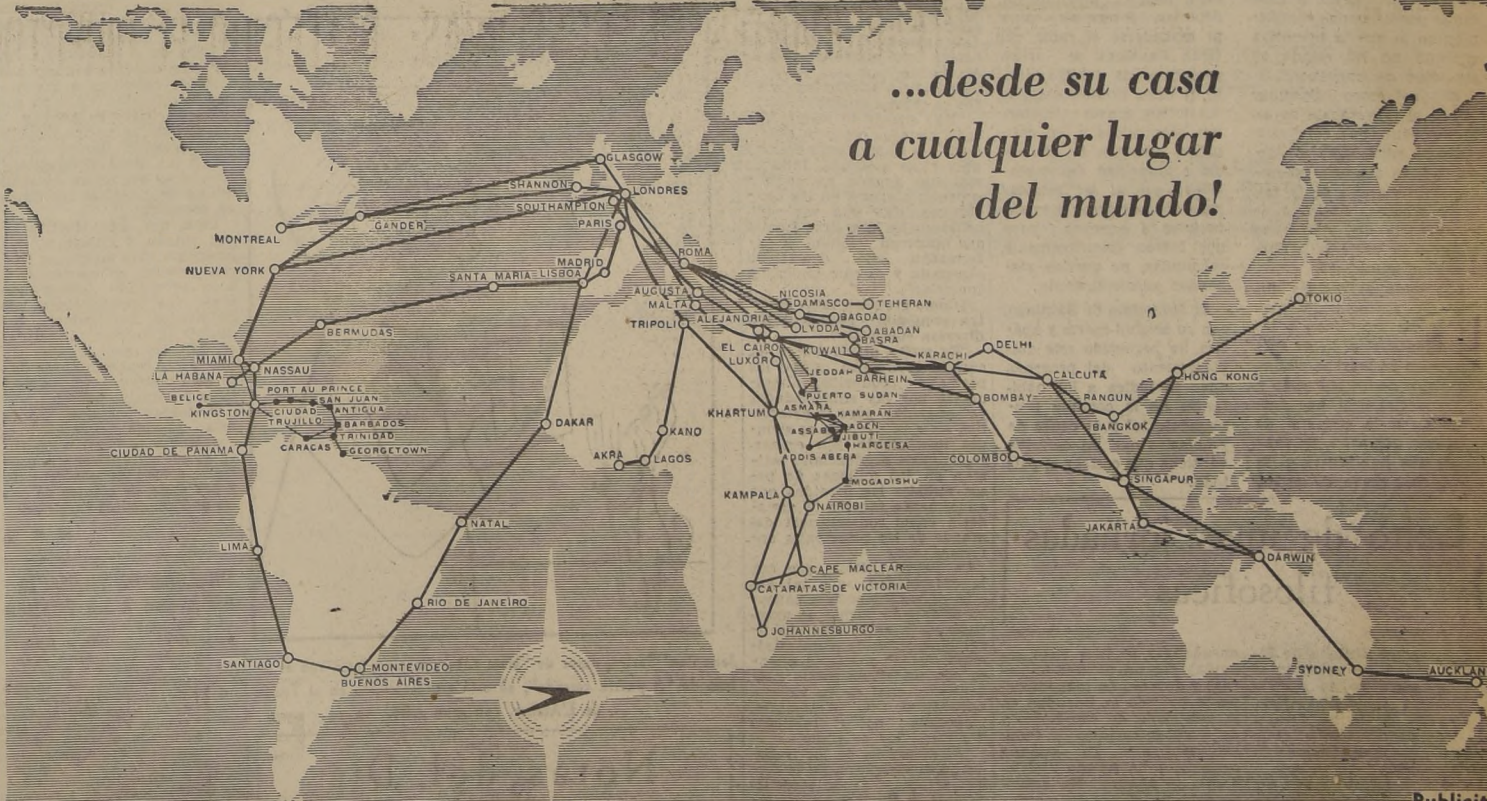 ...desde su casa
a cualquier lugar
del mundo!
GLASGOW
SHANNON
LONDRES
SOUTHAMPTON
PARIS
GANDER
MONTREAL
NUEVA YORK
MADRID
SANTA MARIA
LISBOA
ROMA
AUGUSTA
MALTA
NICOSIA
DAMASCO
TEHERAN
TOKIO
BAGDAD
ALEJANDRIA
TRIPOLI
LYDDA
ABADAN
BASRA
BERMUDAS
EL CAIRO
KUWAIT
KARACHI
DELHI
MIAMI
LUXOR
NASSAU
LA HABANA
JEDDAH
BARHEIN
CALCUTA
HONG KONG
PORT AU PRINCE
SAN JUAN
PUERTO SUDAN
BOMBAY
RANGUN
BELICE
KINGSTON
CIUDAD
TRUJILLO
ANTIGUA
ASMARA
KAMARAN
KHARTUM
BANGKOK
BARBADOS
DAKAR
KANO
ASSAB
ADEN
JIBUTI
TRINIDAD
CARACAS
GEORGETOWN
HARGEISA
CIUDAD DE PANAMA
AKRA
LAGOS
ADDIS ABEBA
COLOMBO
MOGADISHU
SINGAPUR
KAMPALA
NAIROBI
NATAL
JAKARTA
LIMA
DARWIN
CAPE MACLEAR
CATARATAS DE VICTORIA
RIO DE JANEIRO
JOHANNESBURGO
SANTIAGO
MONTEVIDEO
BUENOS AIRES
SYDNEY
AUCKLAN